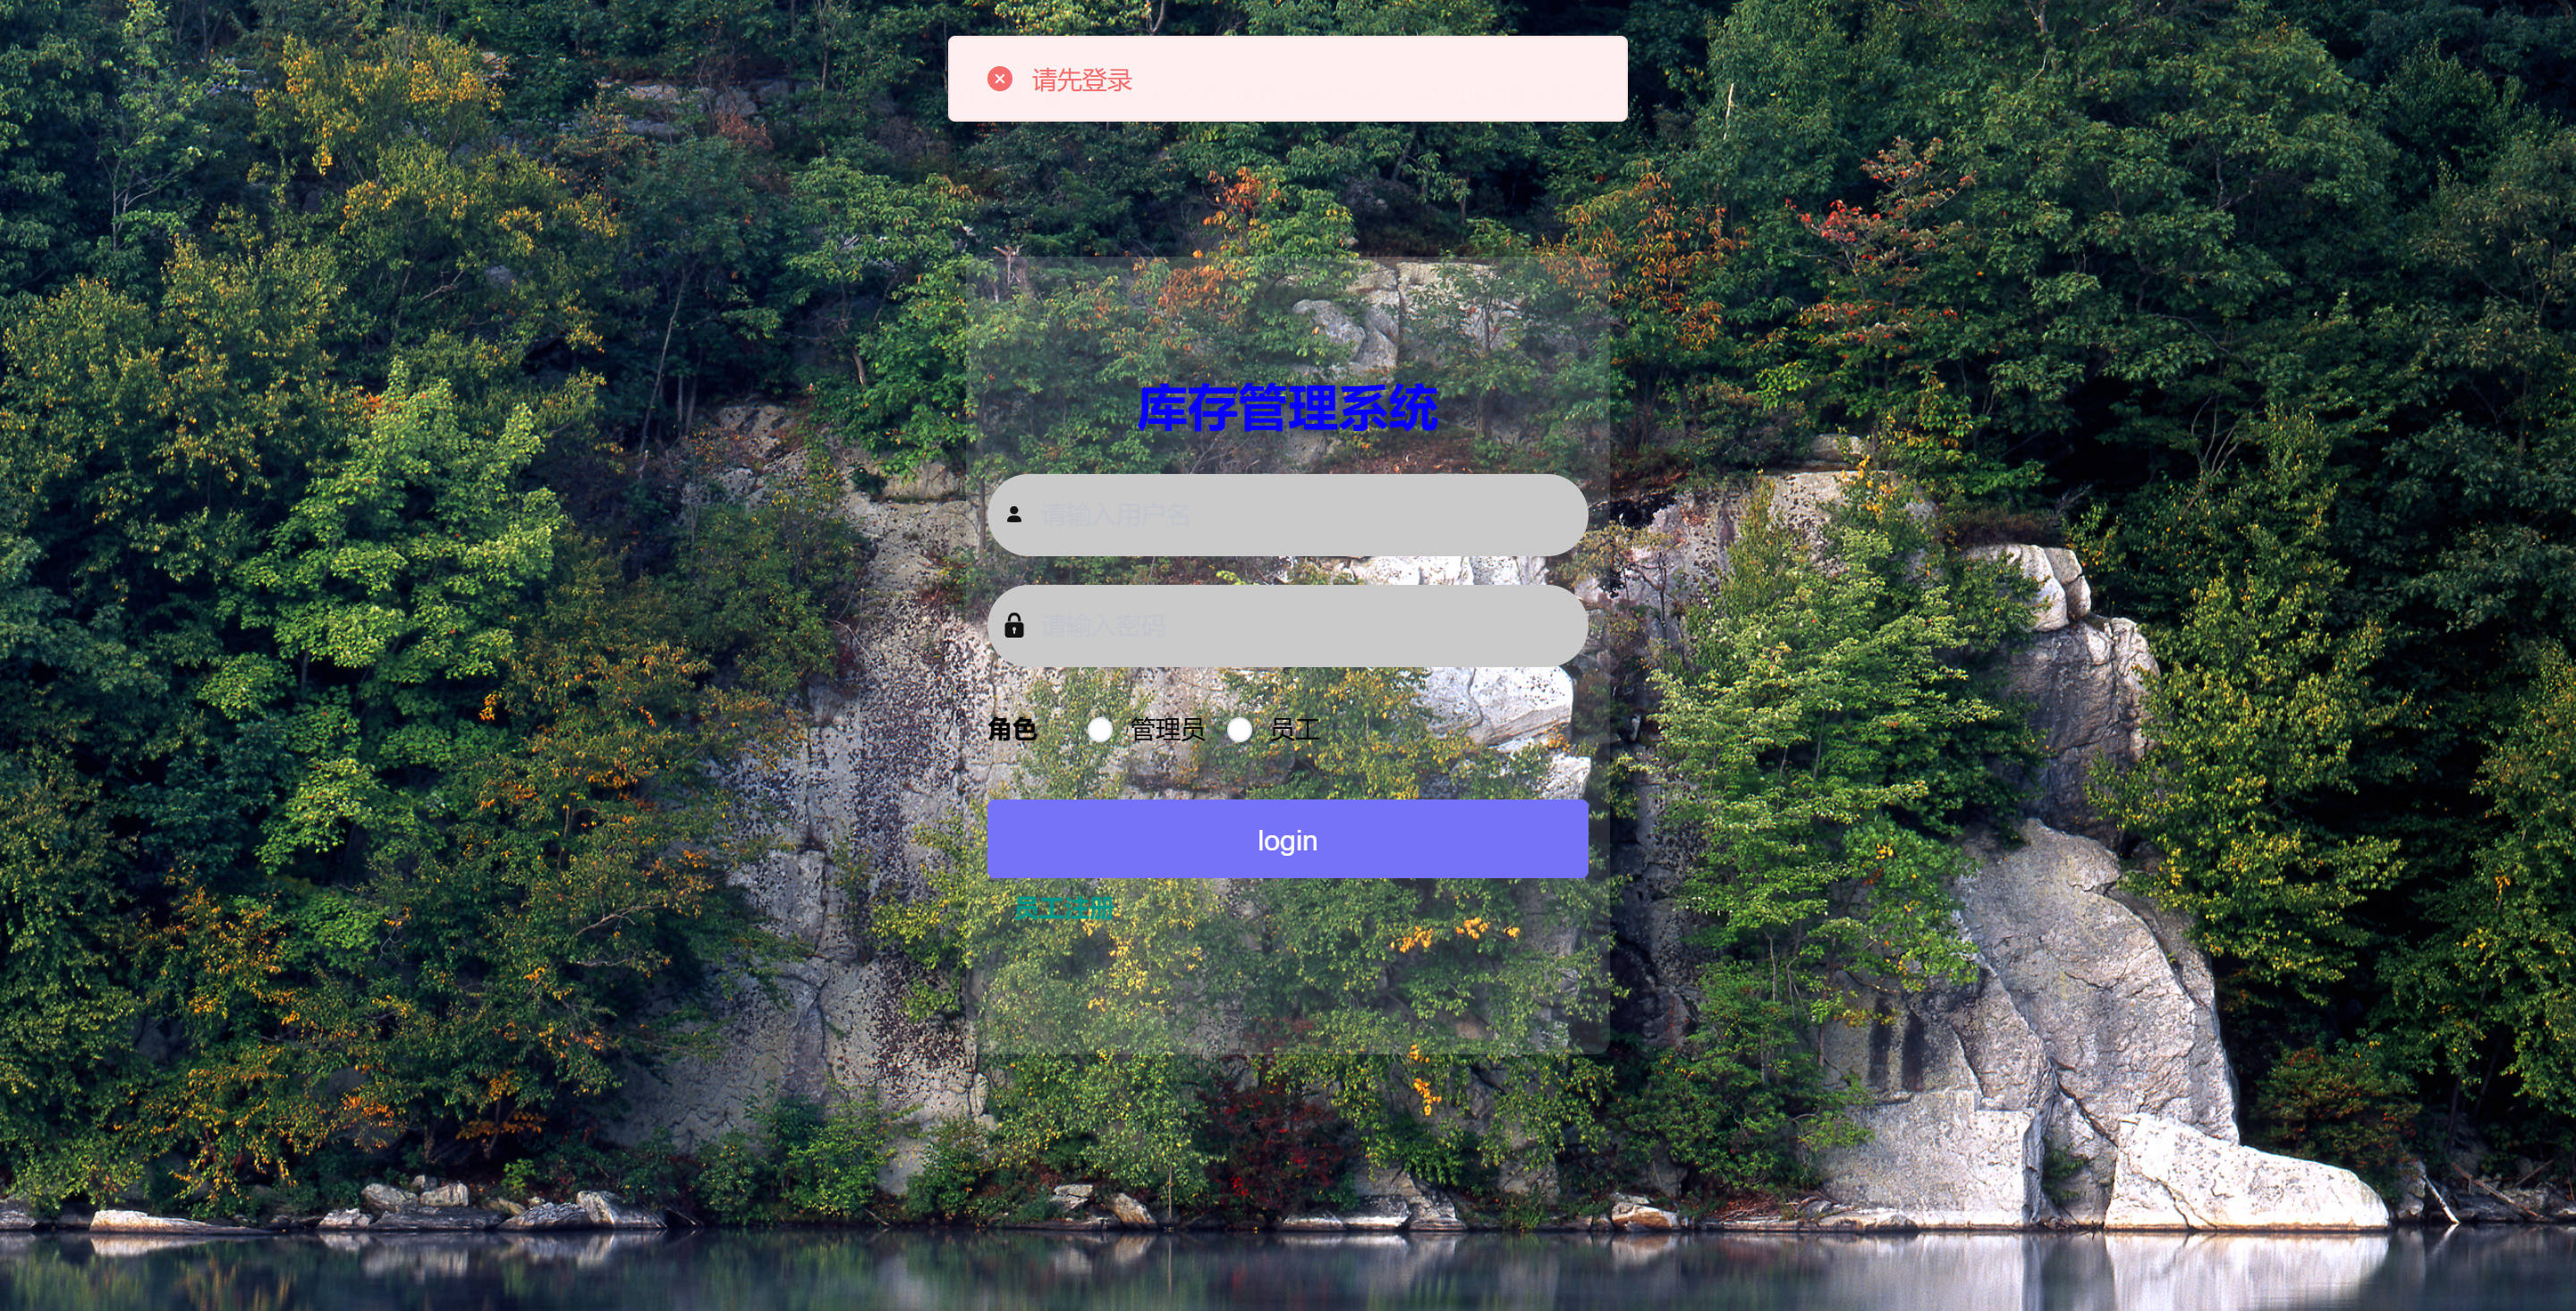 请先登录
库存管理系统
请输入用户名
请输入密码
角色 管理员 员工
login
员工注册